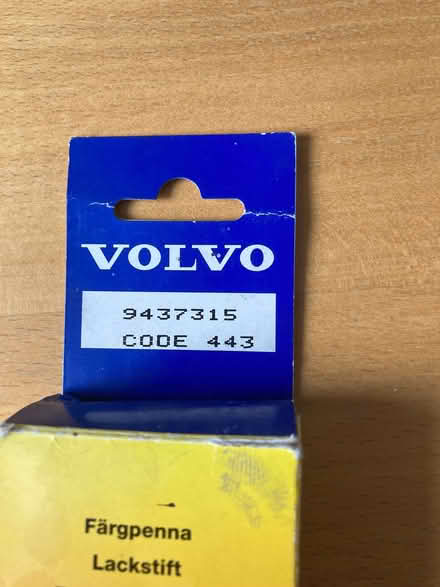 VOLVO
9437315
CODE 443
Färgpenna
Lackstift